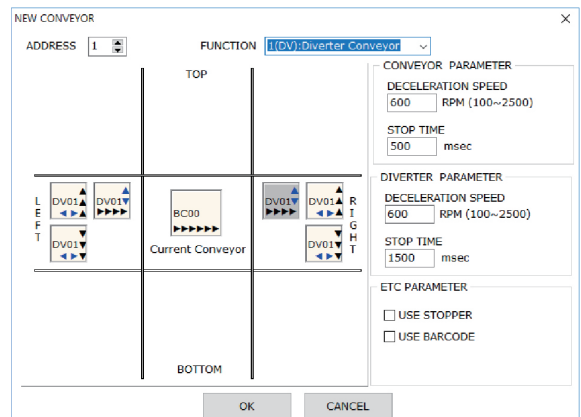 NEW CONVEYOR
ADDRESS 1 FUNCTION 1(DV):Diverter Conveyor
TOP
LEFT
DV01
DV01
DV01
BC00
Current Conveyor
DV01
DV01
DV01
RIGHT
BOTTOM
CONVEYOR PARAMETER
DECELERATION SPEED
600 RPM (100~2500)
STOP TIME
500 msec
DIVERTER PARAMETER
DECELERATION SPEED
600 RPM (100~2500)
STOP TIME
1500 msec
ETC PARAMETER
USE STOPPER
USE BARCODE
OK CANCEL